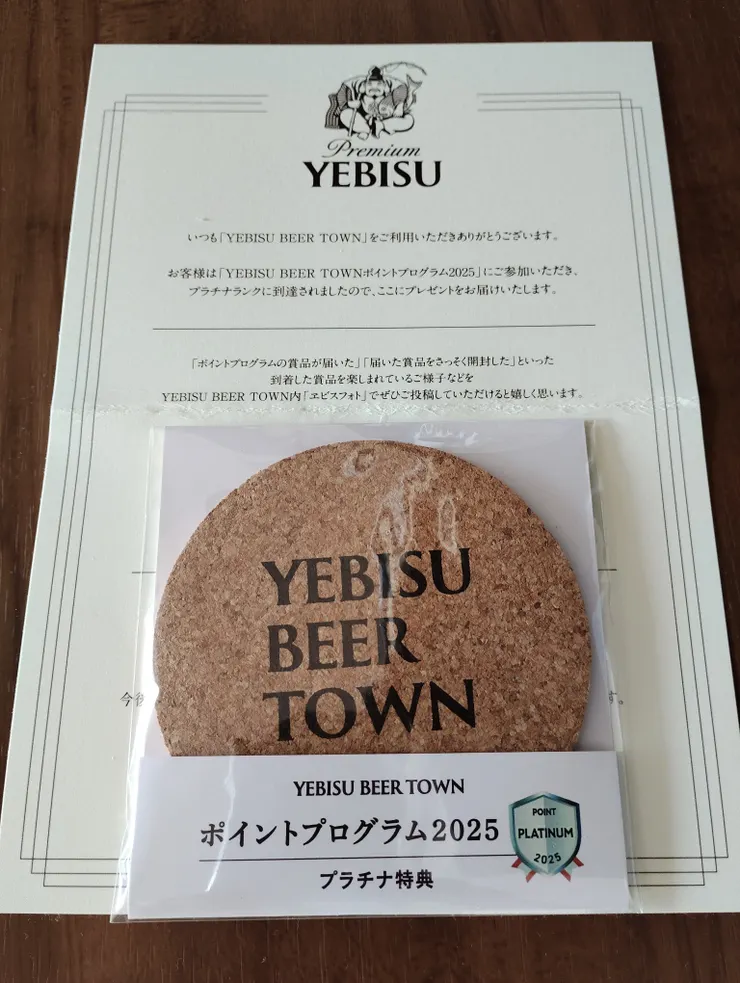 Premium
YEBISU
いつも「YEBISU BEER TOWN」をご利用いただきありがとうございます。
お客様は「YEBISU BEER TOWNポイントプログラム2025」にご参加いただき、
プラチナランクに到達されましたので、ここにプレゼントをお届けいたします。
「ポイントプログラムの賞品が届いた」「届いた賞品をさっそく開封した」といった
到着した賞品を楽しまれているご様子などを
YEBISU BEER TOWN内「ヱビスフォト」でぜひご投稿していただけると嬉しく思います。
YEBISU
BEER
TOWN
今後
す。
YEBISU BEER TOWN
ポイントプログラム2025
プラチナ特典
POINT
PLATINUM
2025